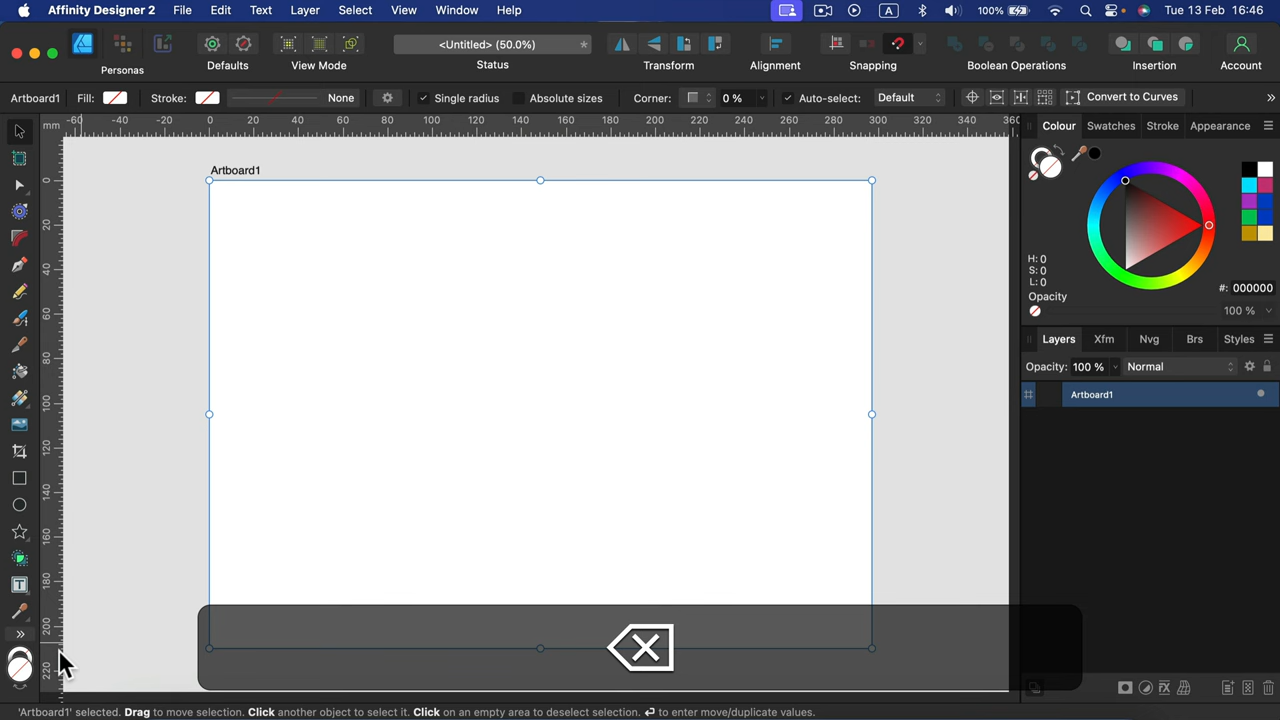 Affinity Designer 2 File Edit Text Layer Select View Window Help A 100% Tue 13 Feb 16:46
<Untitled> (50.0%) *
Personas Defaults View Mode Status Transform Alignment Snapping Boolean Operations Insertion Account
Artboard1 Fill: Stroke: None Single radius Absolute sizes Corner: 0 % Auto-select: Default Convert to Curves »
mm -60 -40 -20 0 20 40 60 80 100 120 140 160 180 200 220 240 260 280 300 320 340 360
Colour Swatches Stroke Appearance
Artboard1
0
20
40
60
80
100
120
140
160
180
200
220
H: 0
S: 0
L: 0
#: 000000
Opacity
100 %
Layers Xfm Nvg Brs Styles
Opacity: 100 % Normal
Artboard1
'Artboard1' selected. Drag to move selection. Click another object to select it. Click on an empty area to deselect selection. ↵ to enter move/duplicate values.